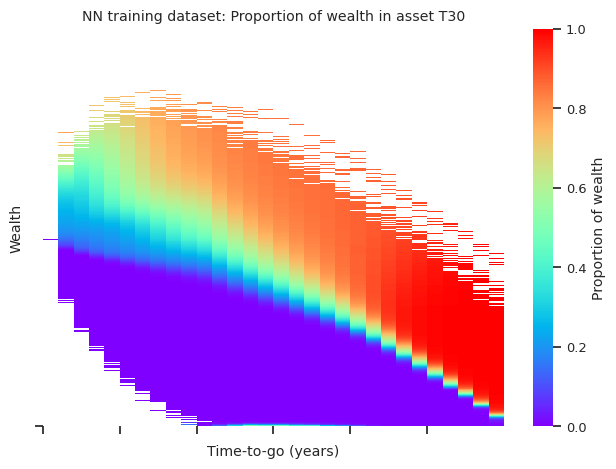 NN training dataset: Proportion of wealth in asset T30
Wealth
Time-to-go (years)
1.0
0.8
0.6
0.4
0.2
0.0
Proportion of wealth